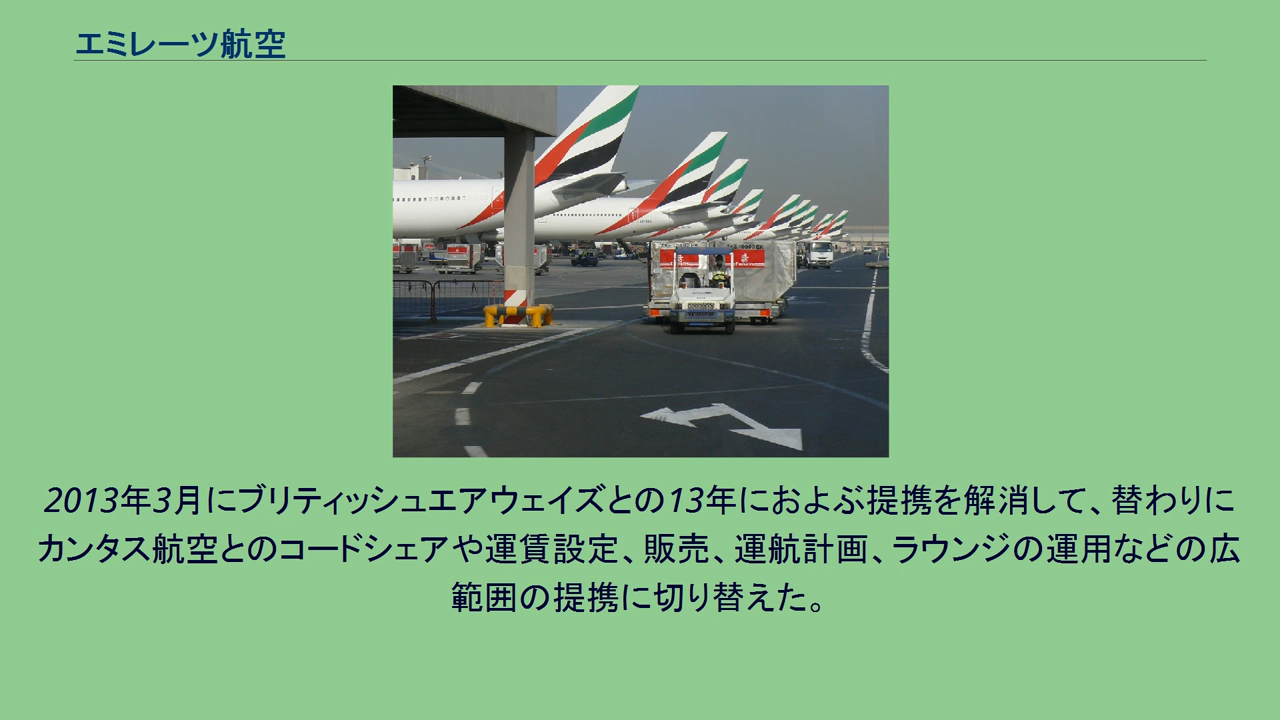 エミレーツ航空
2013年3月にブリティッシュエアウェイズとの13年におよぶ提携を解消して、替わりに
カンタス航空とのコードシェアや運賃設定、販売、運航計画、ラウンジの運用などの広
範囲の提携に切り替えた。